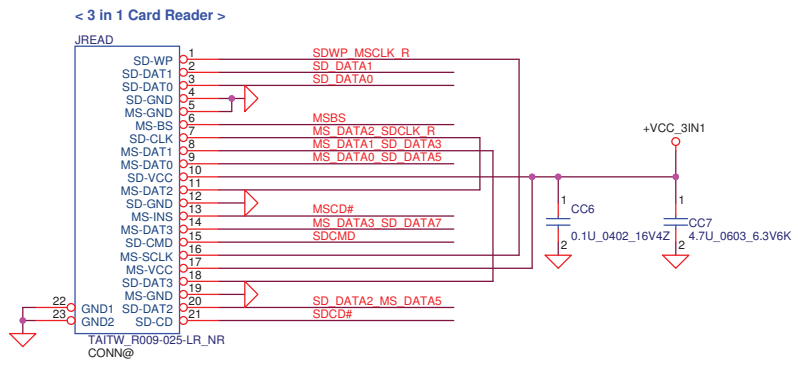 < 3 in 1 Card Reader >
JREAD
SD-WP 1 SDWP_MSCLK_R
SD-DAT1 2 SD_DATA1
SD-DAT0 3 SD_DATA0
SD-GND 4
MS-GND 5
MS-BS 6 MSBS
SD-CLK 7 MS_DATA2_SDCLK_R
MS-DAT1 8 MS_DATA1_SD_DATA3
MS-DAT0 9 MS_DATA0_SD_DATA5
SD-VCC 10
MS-DAT2 11
SD-GND 12
MS-INS 13 MSCD#
MS-DAT3 14 MS_DATA3_SD_DATA7
SD-CMD 15 SDCMD
MS-SCLK 16
MS-VCC 17
SD-DAT3 18
MS-GND 19
22 GND1 SD-DAT2 20 SD_DATA2_MS_DATA5
23 GND2 SD-CD 21 SDCD#
TAITW_R009-025-LR_NR
CONN@
+VCC_3IN1
1
CC6
0.1U_0402_16V4Z
2
1
CC7
4.7U_0603_6.3V6K
2